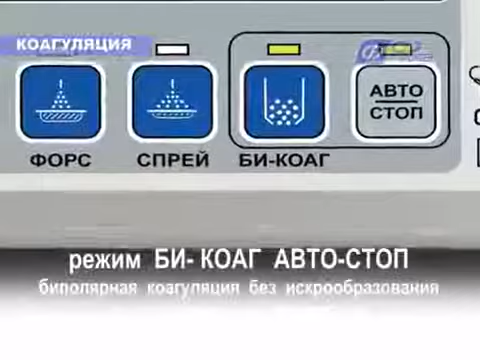 КОАГУЛЯЦИЯ
АВТО
СТОП
ФОРС
СПРЕЙ
БИ-КОАГ
режим БИ- КОАГ АВТО-СТОП
биполярная коагуляция без искрообразования